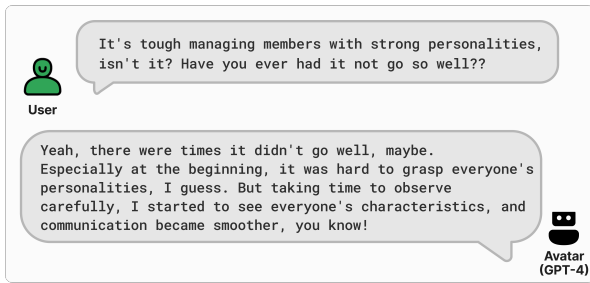 It's tough managing members with strong personalities,
isn't it? Have you ever had it not go so well??
User
Yeah, there were times it didn't go well, maybe.
Especially at the beginning, it was hard to grasp everyone's
personalities, I guess. But taking time to observe
carefully, I started to see everyone's characteristics, and
communication became smoother, you know!
Avatar
(GPT-4)